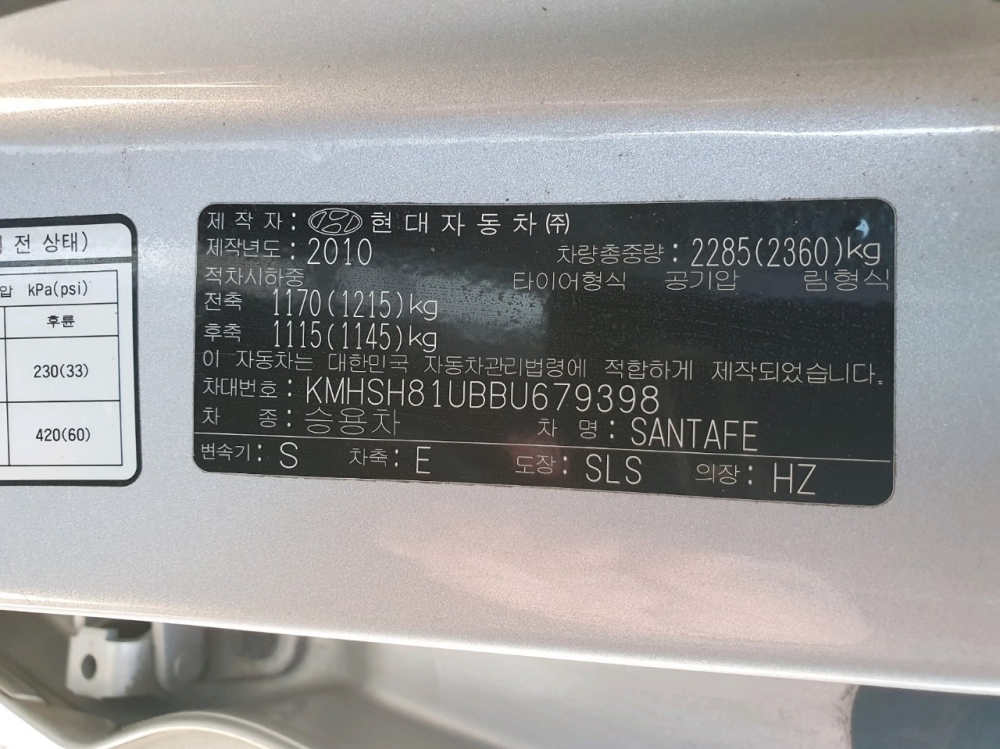 전 상태)
압 kPa(psi)
후륜
230(33)
420(60)
제 작 자 : 현대자동차(주)
제작년도 : 2010 차량총중량 : 2285(2360)kg
적차시하중 타이어형식 공기압 림형식
전축 1170(1215)kg
후축 1115(1145)kg
이 자동차는 대한민국 자동차관리법령에 적합하게 제작되었습니다.
차대번호 : KMHSH81UBBU679398
차 종 : 승용차 차 명 : SANTAFE
변속기 : S 차축 : E 도장 : SLS 의장 : HZ